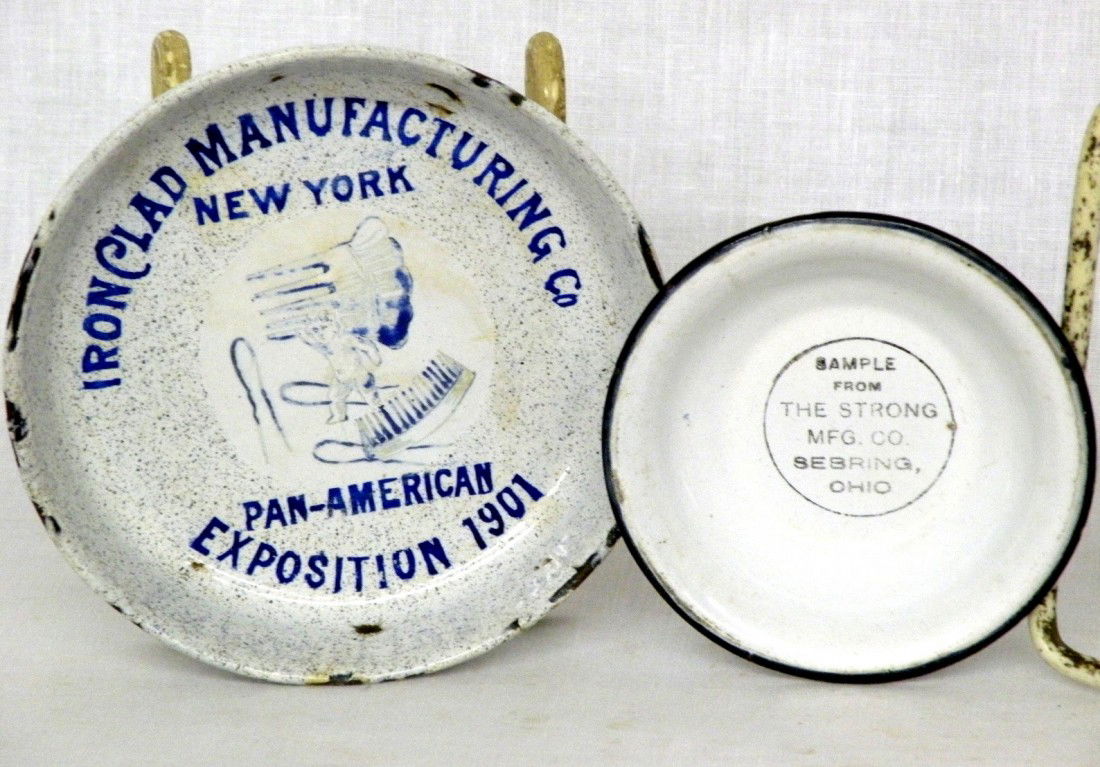 IRONCLAD MANUFACTURING Co
NEW YORK
PAN-AMERICAN
EXPOSITION 1901
SAMPLE
FROM
THE STRONG
MFG. CO.
SEBRING,
OHIO